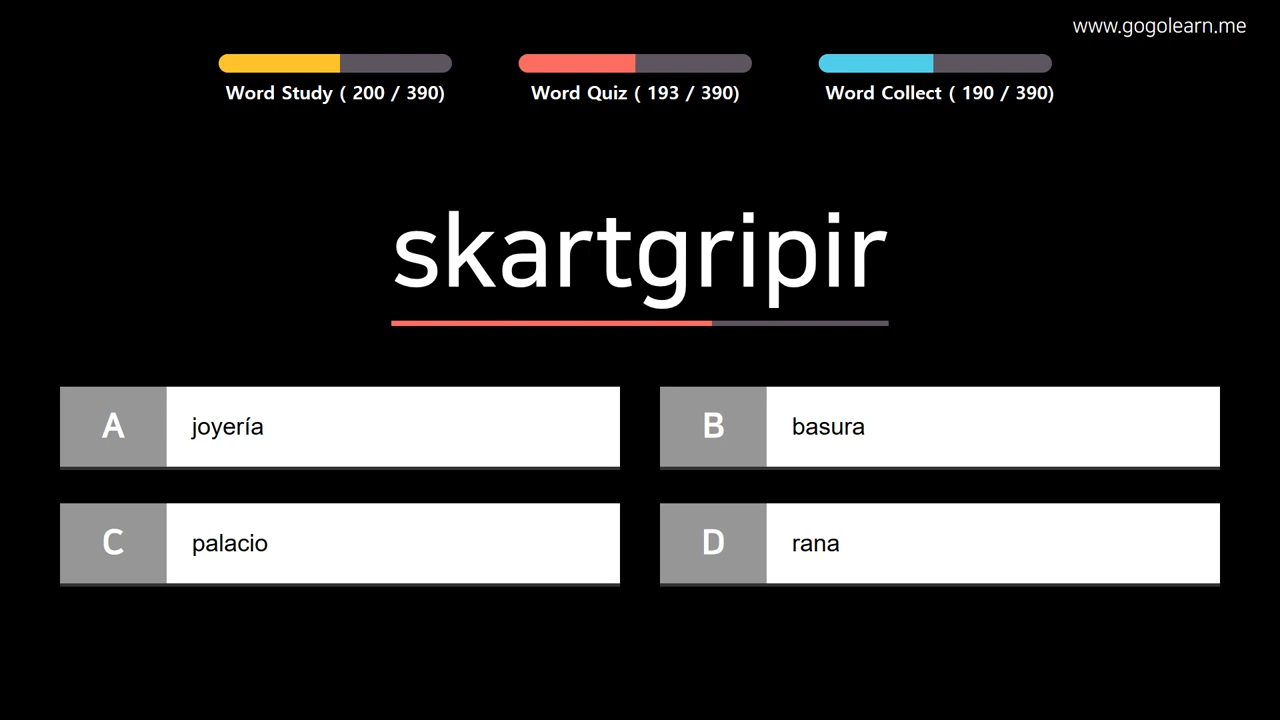 www.gogolearn.me
Word Study ( 200 / 390)
Word Quiz ( 193 / 390)
Word Collect ( 190 / 390)
skartgripir
A
joyería
B
basura
C
palacio
D
rana